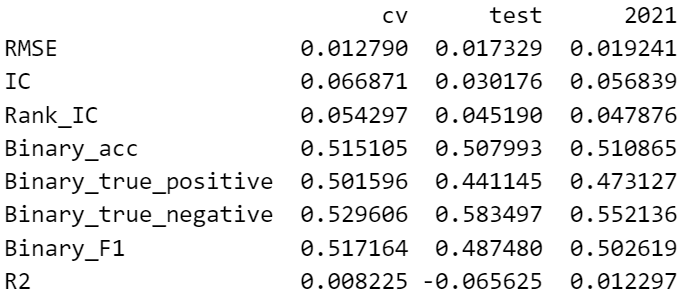 cv test 2021
RMSE 0.012790 0.017329 0.019241
IC 0.066871 0.030176 0.056839
Rank_IC 0.054297 0.045190 0.047876
Binary_acc 0.515105 0.507993 0.510865
Binary_true_positive 0.501596 0.441145 0.473127
Binary_true_negative 0.529606 0.583497 0.552136
Binary_F1 0.517164 0.487480 0.502619
R2 0.008225 -0.065625 0.012297